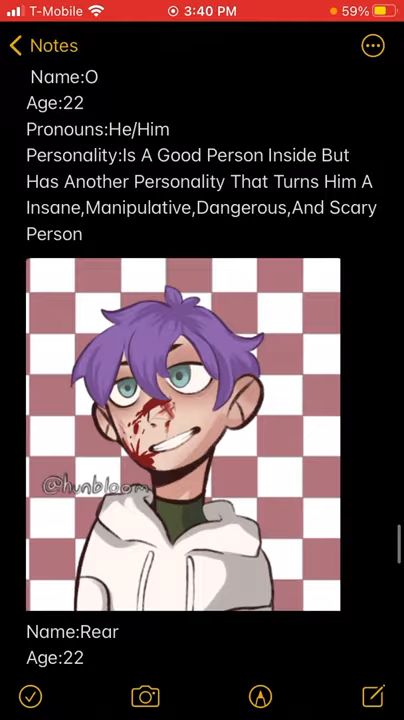 T-Mobile 3:40 PM 59%
Notes
Name:O
Age:22
Pronouns:He/Him
Personality:Is A Good Person Inside But
Has Another Personality That Turns Him A
Insane,Manipulative,Dangerous,And Scary
Person
@hunbloom
Name:Rear
Age:22